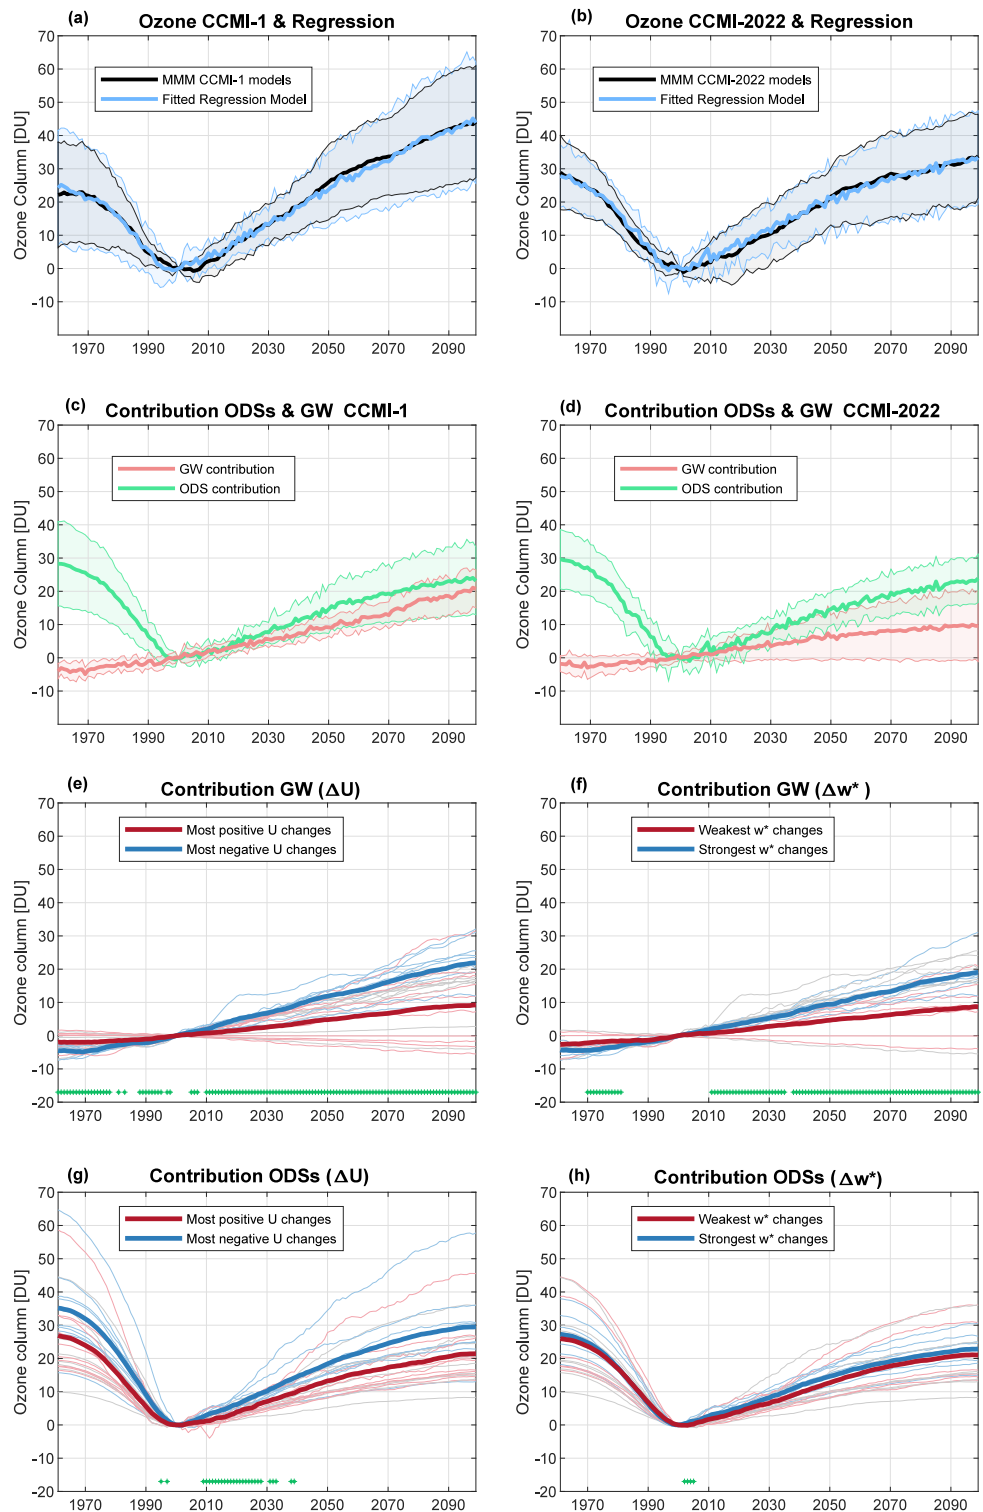 (a) Ozone CCMI-1 & Regression
Ozone Column [DU]
70
60
50
40
30
20
10
0
-10
MMM CCMI-1 models
Fitted Regression Model
1970 1990 2010 2030 2050 2070 2090
(b) Ozone CCMI-2022 & Regression
Ozone Column [DU]
70
60
50
40
30
20
10
0
-10
MMM CCMI-2022 models
Fitted Regression Model
1970 1990 2010 2030 2050 2070 2090
(c) Contribution ODSs & GW CCMI-1
Ozone Column [DU]
70
60
50
40
30
20
10
0
-10
GW contribution
ODS contribution
1970 1990 2010 2030 2050 2070 2090
(d) Contribution ODSs & GW CCMI-2022
Ozone Column [DU]
70
60
50
40
30
20
10
0
-10
GW contribution
ODS contribution
1970 1990 2010 2030 2050 2070 2090
(e) Contribution GW (ΔU)
Ozone column [DU]
70
60
50
40
30
20
10
0
-10
-20
Most positive U changes
Most negative U changes
1970 1990 2010 2030 2050 2070 2090
(f) Contribution GW (Δw* )
Ozone column [DU]
70
60
50
40
30
20
10
0
-10
-20
Weakest w* changes
Strongest w* changes
1970 1990 2010 2030 2050 2070 2090
(g) Contribution ODSs (ΔU)
Ozone column [DU]
70
60
50
40
30
20
10
0
-10
-20
Most positive U changes
Most negative U changes
1970 1990 2010 2030 2050 2070 2090
(h) Contribution ODSs (Δw*)
Ozone column [DU]
70
60
50
40
30
20
10
0
-10
-20
Weakest w* changes
Strongest w* changes
1970 1990 2010 2030 2050 2070 2090